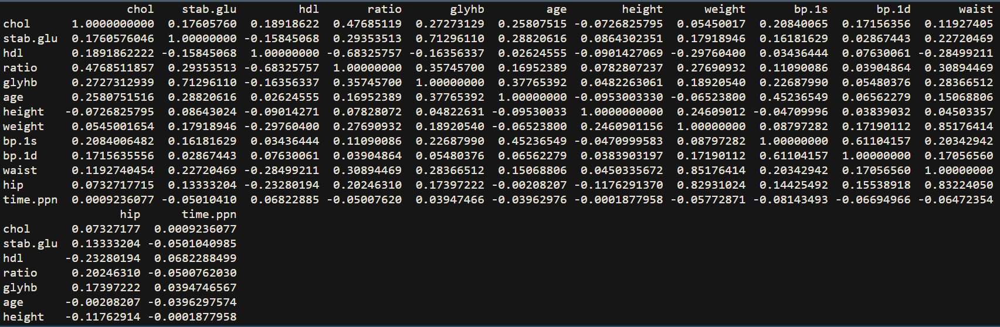 chol stab.glu hdl ratio glyhb age height weight bp.1s bp.1d waist
chol 1.0000000000 0.17605760 0.18918622 0.47685119 0.27273129 0.25807515 -0.0726825795 0.05450017 0.20840065 0.17156356 0.11927405
stab.glu 0.1760576046 1.00000000 -0.15845068 0.29353513 0.71296110 0.28820616 0.0864302351 0.17918946 0.16181629 0.02867443 0.22720469
hdl 0.1891862222 -0.15845068 1.00000000 -0.68325757 -0.16356337 0.02624555 -0.0901427069 -0.29760400 0.03436444 0.07630061 -0.28499211
ratio 0.4768511857 0.29353513 -0.68325757 1.00000000 0.35745700 0.16952389 0.0782807237 0.27690932 0.11090086 0.03904864 0.30894469
glyhb 0.2727312939 0.71296110 -0.16356337 0.35745700 1.00000000 0.37765392 0.0482263061 0.18920540 0.22687990 0.05480376 0.28366512
age 0.2580751516 0.28820616 0.02624555 0.16952389 0.37765392 1.00000000 -0.0953003330 -0.06523800 0.45236549 0.06562279 0.15068806
height -0.0726825795 0.08643024 -0.09014271 0.07828072 0.04822631 -0.09530033 1.0000000000 0.24609012 -0.04709996 0.03839032 0.04503357
weight 0.0545001654 0.17918946 -0.29760400 0.27690932 0.18920540 -0.06523800 0.2460901156 1.00000000 0.08797282 0.17190112 0.85176414
bp.1s 0.2084006482 0.16181629 0.03436444 0.11090086 0.22687990 0.45236549 -0.0470999583 0.08797282 1.00000000 0.61104157 0.20342942
bp.1d 0.1715635556 0.02867443 0.07630061 0.03904864 0.05480376 0.06562279 0.0383903197 0.17190112 0.61104157 1.00000000 0.17056560
waist 0.1192740454 0.22720469 -0.28499211 0.30894469 0.28366512 0.15068806 0.0450335672 0.85176414 0.20342942 0.17056560 1.00000000
hip 0.0732717715 0.13333204 -0.23280194 0.20246310 0.17397222 -0.00208207 -0.1176291370 0.82931024 0.14425492 0.15538918 0.83224050
time.ppn 0.0009236077 -0.05010410 0.06822885 -0.05007620 0.03947466 -0.03962976 -0.0001877958 -0.05772871 -0.08143493 -0.06694966 -0.06472354
hip time.ppn
chol 0.07327177 0.0009236077
stab.glu 0.13333204 -0.0501040985
hdl -0.23280194 0.0682288499
ratio 0.20246310 -0.0500762030
glyhb 0.17397222 0.0394746567
age -0.00208207 -0.0396297574
height -0.11762914 -0.0001877958